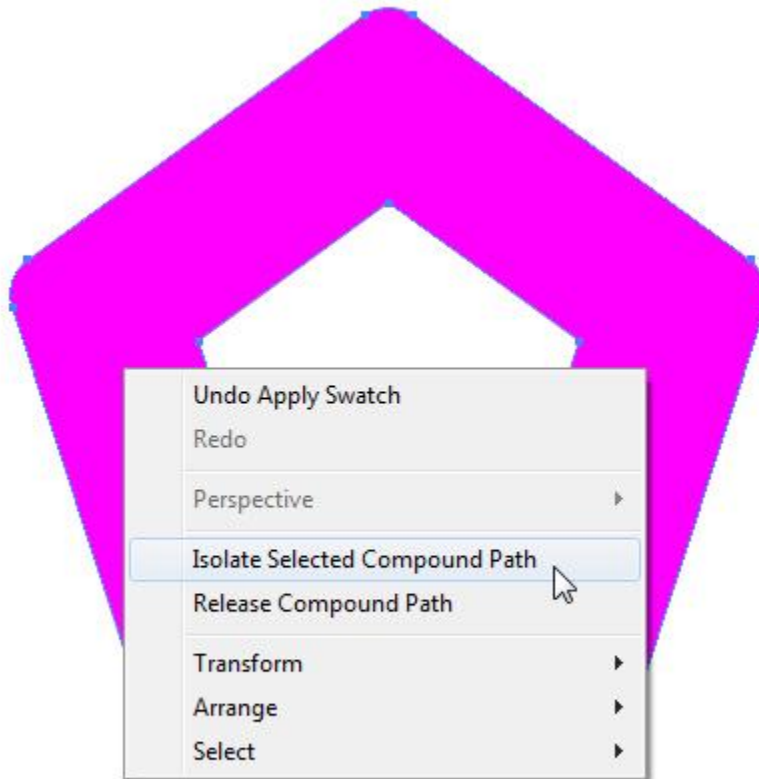 Undo Apply Swatch
Redo
Perspective
Isolate Selected Compound Path
Release Compound Path
Transform
Arrange
Select